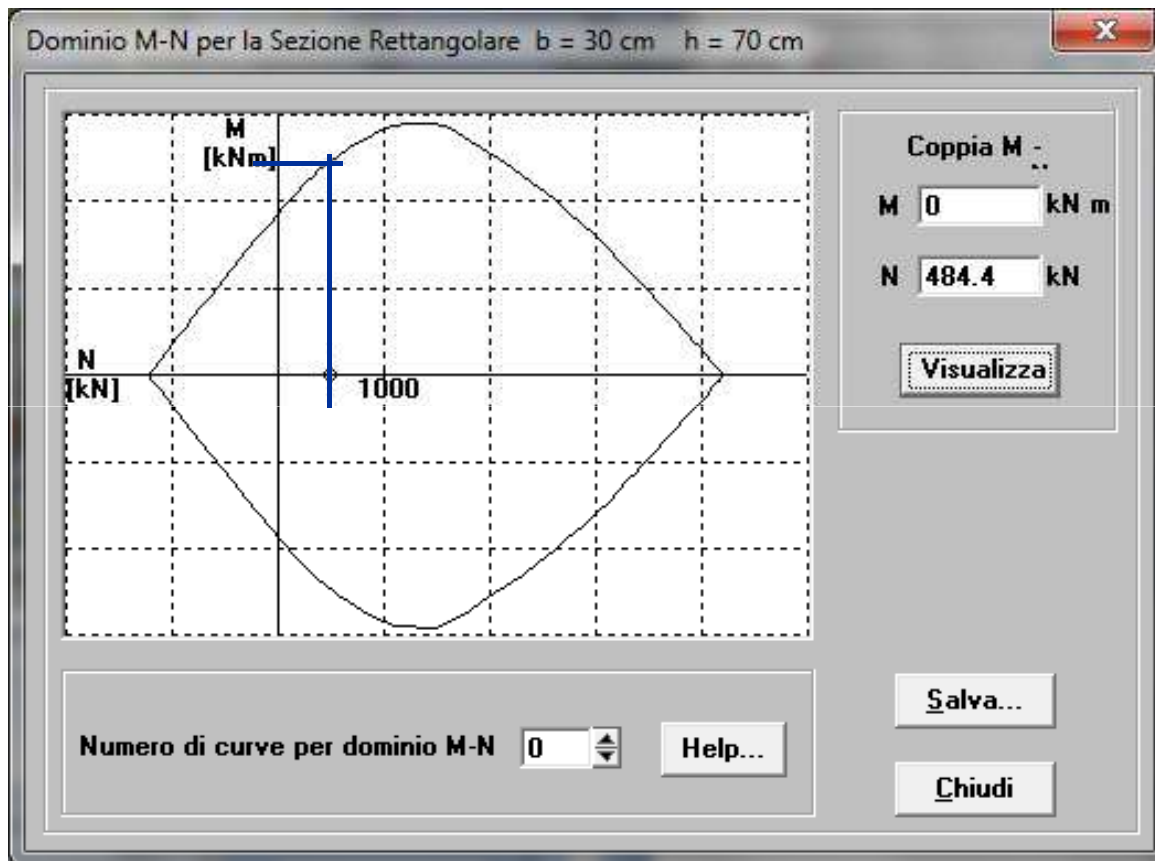 Dominio M-N per la Sezione Rettangolare b = 30 cm h = 70 cm
M
[kNm]
N
[kN]
1000
Coppia M -
M 0 kN m
N 484.4 kN
Visualizza
Numero di curve per dominio M-N 0
Help...
Salva...
Chiudi